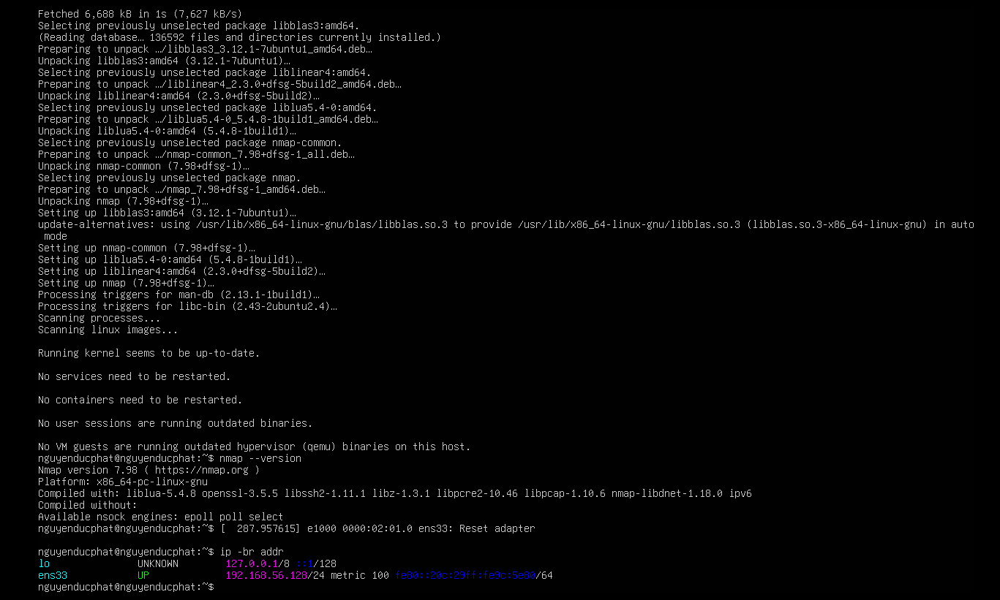 Fetched 6,688 kB in 1s (7,627 kB/s)
Selecting previously unselected package libblas3:amd64.
(Reading database… 136592 files and directories currently installed.)
Preparing to unpack …/libblas3_3.12.1-7ubuntu1_amd64.deb…
Unpacking libblas3:amd64 (3.12.1-7ubuntu1)…
Selecting previously unselected package liblinear4:amd64.
Preparing to unpack …/liblinear4_2.3.0+dfsg-5build2_amd64.deb…
Unpacking liblinear4:amd64 (2.3.0+dfsg-5build2)…
Selecting previously unselected package liblua5.4-0:amd64.
Preparing to unpack …/liblua5.4-0_5.4.8-1build1_amd64.deb…
Unpacking liblua5.4-0:amd64 (5.4.8-1build1)…
Selecting previously unselected package nmap-common.
Preparing to unpack …/nmap-common_7.98+dfsg-1_all.deb…
Unpacking nmap-common (7.98+dfsg-1)…
Selecting previously unselected package nmap.
Preparing to unpack …/nmap_7.98+dfsg-1_amd64.deb…
Unpacking nmap (7.98+dfsg-1)…
Setting up libblas3:amd64 (3.12.1-7ubuntu1)…
update-alternatives: using /usr/lib/x86_64-linux-gnu/blas/libblas.so.3 to provide /usr/lib/x86_64-linux-gnu/libblas.so.3 (libblas.so.3-x86_64-linux-gnu) in auto
 mode
Setting up nmap-common (7.98+dfsg-1)…
Setting up liblua5.4-0:amd64 (5.4.8-1build1)…
Setting up liblinear4:amd64 (2.3.0+dfsg-5build2)…
Setting up nmap (7.98+dfsg-1)…
Processing triggers for man-db (2.13.1-1build1)…
Processing triggers for libc-bin (2.43-2ubuntu2.4)…
Scanning processes...
Scanning linux images...
Running kernel seems to be up-to-date.
No services need to be restarted.
No containers need to be restarted.
No user sessions are running outdated binaries.
No VM guests are running outdated hypervisor (qemu) binaries on this host.
nguyenducphat@nguyenducphat:~$ nmap --version
Nmap version 7.98 ( https://nmap.org )
Platform: x86_64-pc-linux-gnu
Compiled with: liblua-5.4.8 openssl-3.5.5 libssh2-1.11.1 libz-1.3.1 libpcre2-10.46 libpcap-1.10.6 nmap-libdnet-1.18.0 ipv6
Compiled without:
Available nsock engines: epoll poll select
nguyenducphat@nguyenducphat:~$ [  287.957615] e1000 0000:02:01.0 ens33: Reset adapter
nguyenducphat@nguyenducphat:~$ ip -br addr
lo               UNKNOWN        127.0.0.1/8 ::1/128
ens33            UP             192.168.56.128/24 metric 100 fe80::20c:29ff:fe9c:5e80/64
nguyenducphat@nguyenducphat:~$